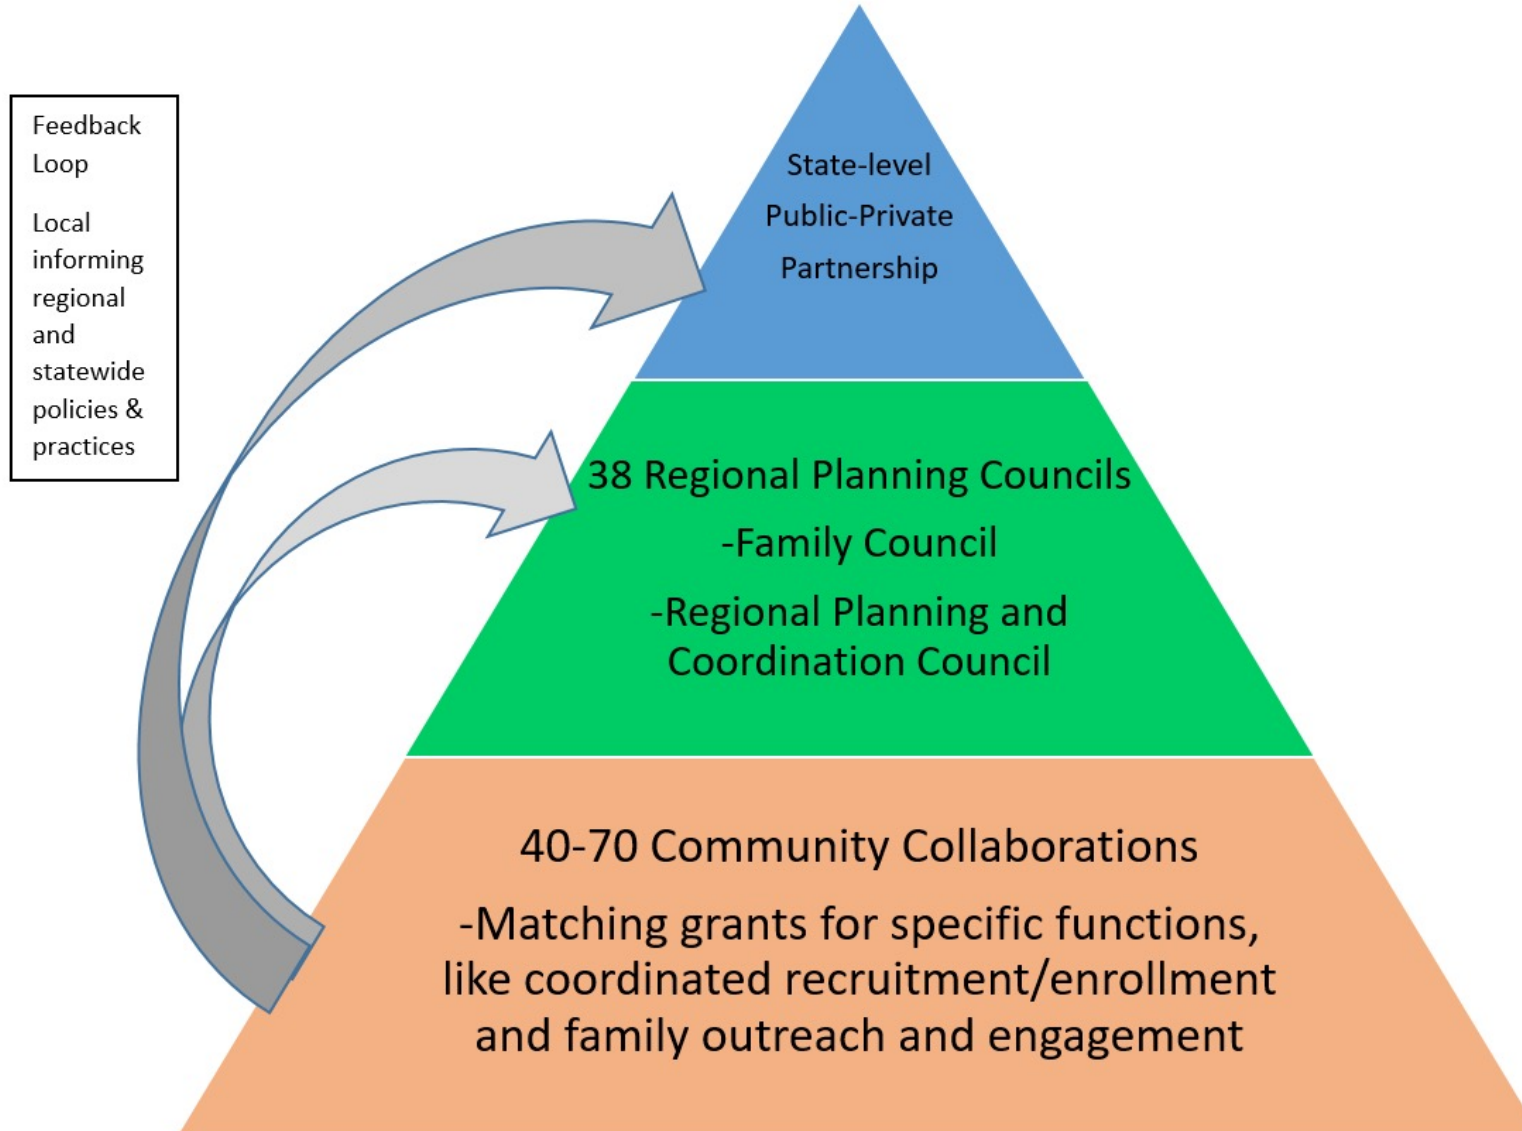 Feedback
Loop
Local
informing
regional
and
statewide
policies &
practices
State-level
Public-Private
Partnership
38 Regional Planning Councils
-Family Council
-Regional Planning and
Coordination Council
40-70 Community Collaborations
-Matching grants for specific functions,
like coordinated recruitment/enrollment
and family outreach and engagement